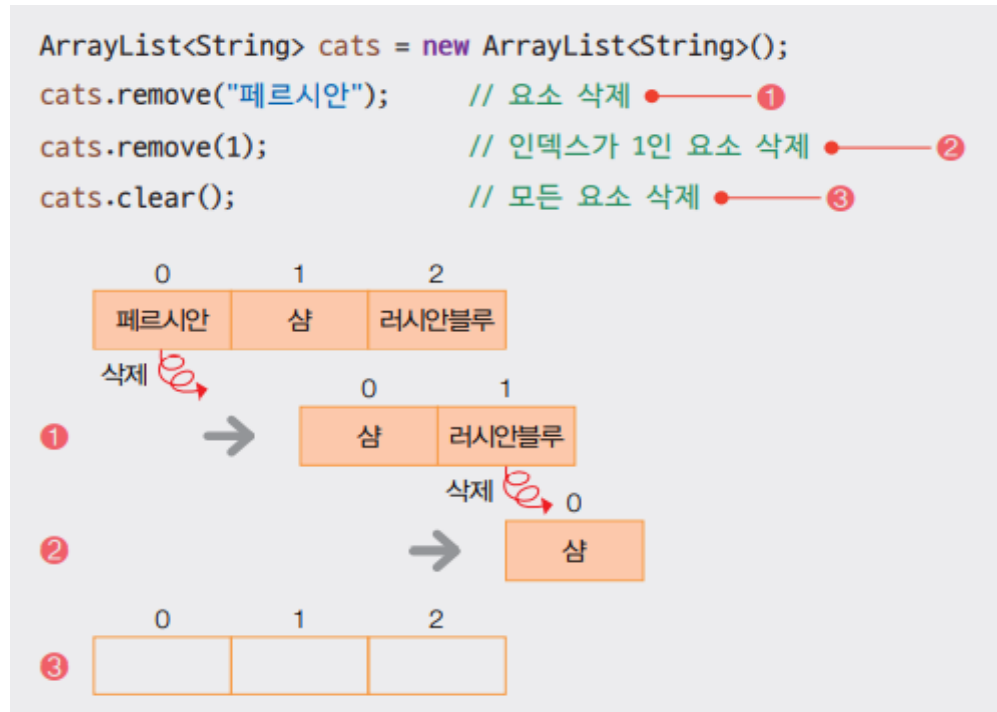 ArrayList<String> cats = new ArrayList<String>();
cats.remove("페르시안"); // 요소 삭제 ❶
cats.remove(1); // 인덱스가 1인 요소 삭제 ❷
cats.clear(); // 모든 요소 삭제 ❸
0 1 2
페르시안 샴 러시안블루
삭제
0 1
❶ 샴 러시안블루
삭제
0
❷ 샴
0 1 2
❸